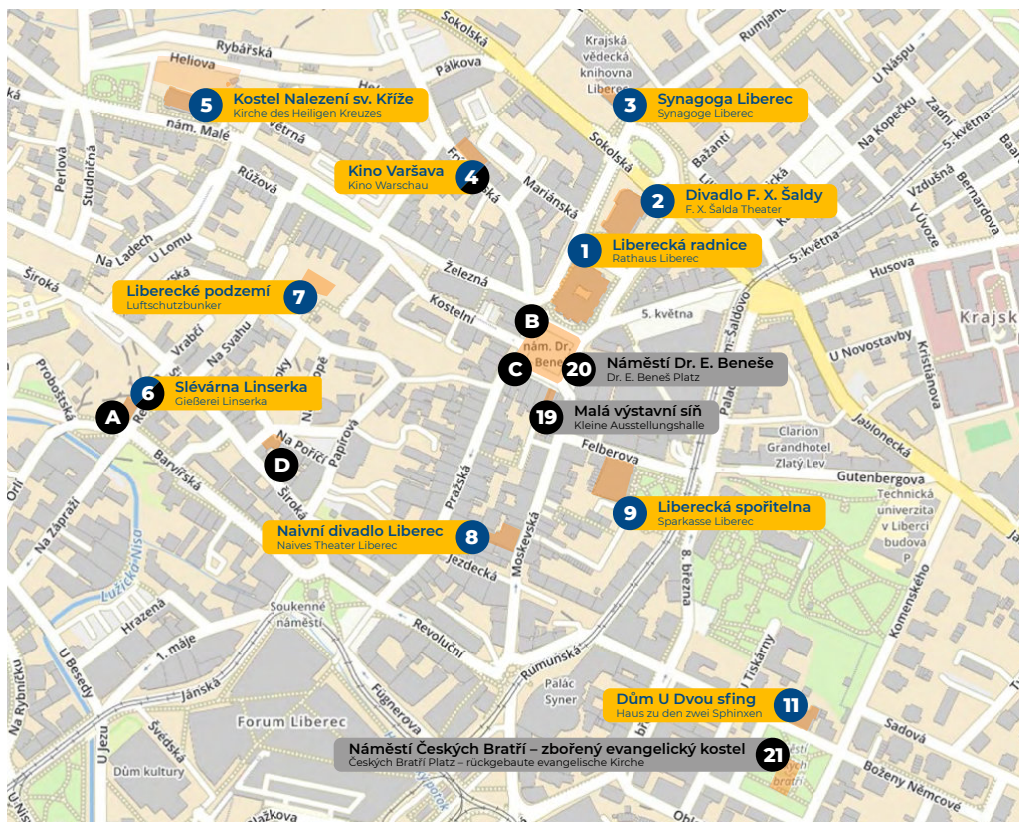 Sokolská
Rumjan
U Náspu
Rybářská
Heliova
Pálkova
Krajská
vědecká
knihovna
Liberec
Zadní
5. května
Na Kopečku
5
Kostel Nalezení sv. Kříže
Kirche des Heiligen Kreuzes
3
Synagoga Liberec
Synagoge Liberec
nám. Malé
Perlová
Studničná
Růžová
Sokolská
Bažantí
Vzdušná
V Úvoze
Bernardova
Kino Varšava
Kino Warschau
4
Mariánská
2
Divadlo F. X. Šaldy
F. X. Šalda Theater
Na Ladech
U Lomu
Široká
1
Liberecká radnice
Rathaus Liberec
5. května
Husova
Železná
Kostelní
Liberecké podzemí
Luftschutzbunker
7
Vrabčí
Na Svahu
B
5. května
nám. Dr.
Šaldovo
Krajsk
U Novostavby
Kristiánova
C
20
Náměstí Dr. E. Beneše
Dr. E. Beneš Platz
Proboštská
6
Slévárna Linserka
Gießerei Linserka
A
19
Malá výstavní síň
Kleine Ausstellungshalle
Jablonecká
Na Poříčí
Papírová
D
Felberova
Clarion
Grandhotel
Zlatý Lev
Gutenbergova
Barvířská
Široká
Pražská
Orlí
Na Zápraží
Technická
univerzita
v Liberci
budova
P
9
Liberecká spořitelna
Sparkasse Liberec
Naivní divadlo Liberec
Naives Theater Liberec
8
Jezdecká
Moskevská
8. března
Lužická Nisa
Komenského
Hrazená
Soukenné
náměstí
1. máje
Revoluční
Rumunská
U Besedy
Tiskárny
Na Rybníčku
Jánská
Palác
Syner
Fügnerova
Dům U Dvou sfing
Haus zu den zwei Sphinxen
11
Forum Liberec
U Jezu
Švédská
Sadová
Náměstí Českých Bratří – zbořený evangelický kostel
Českých Bratří Platz – rückgebaute evangelische Kirche
21
bratří
Dům kultury
Boženy Němcové